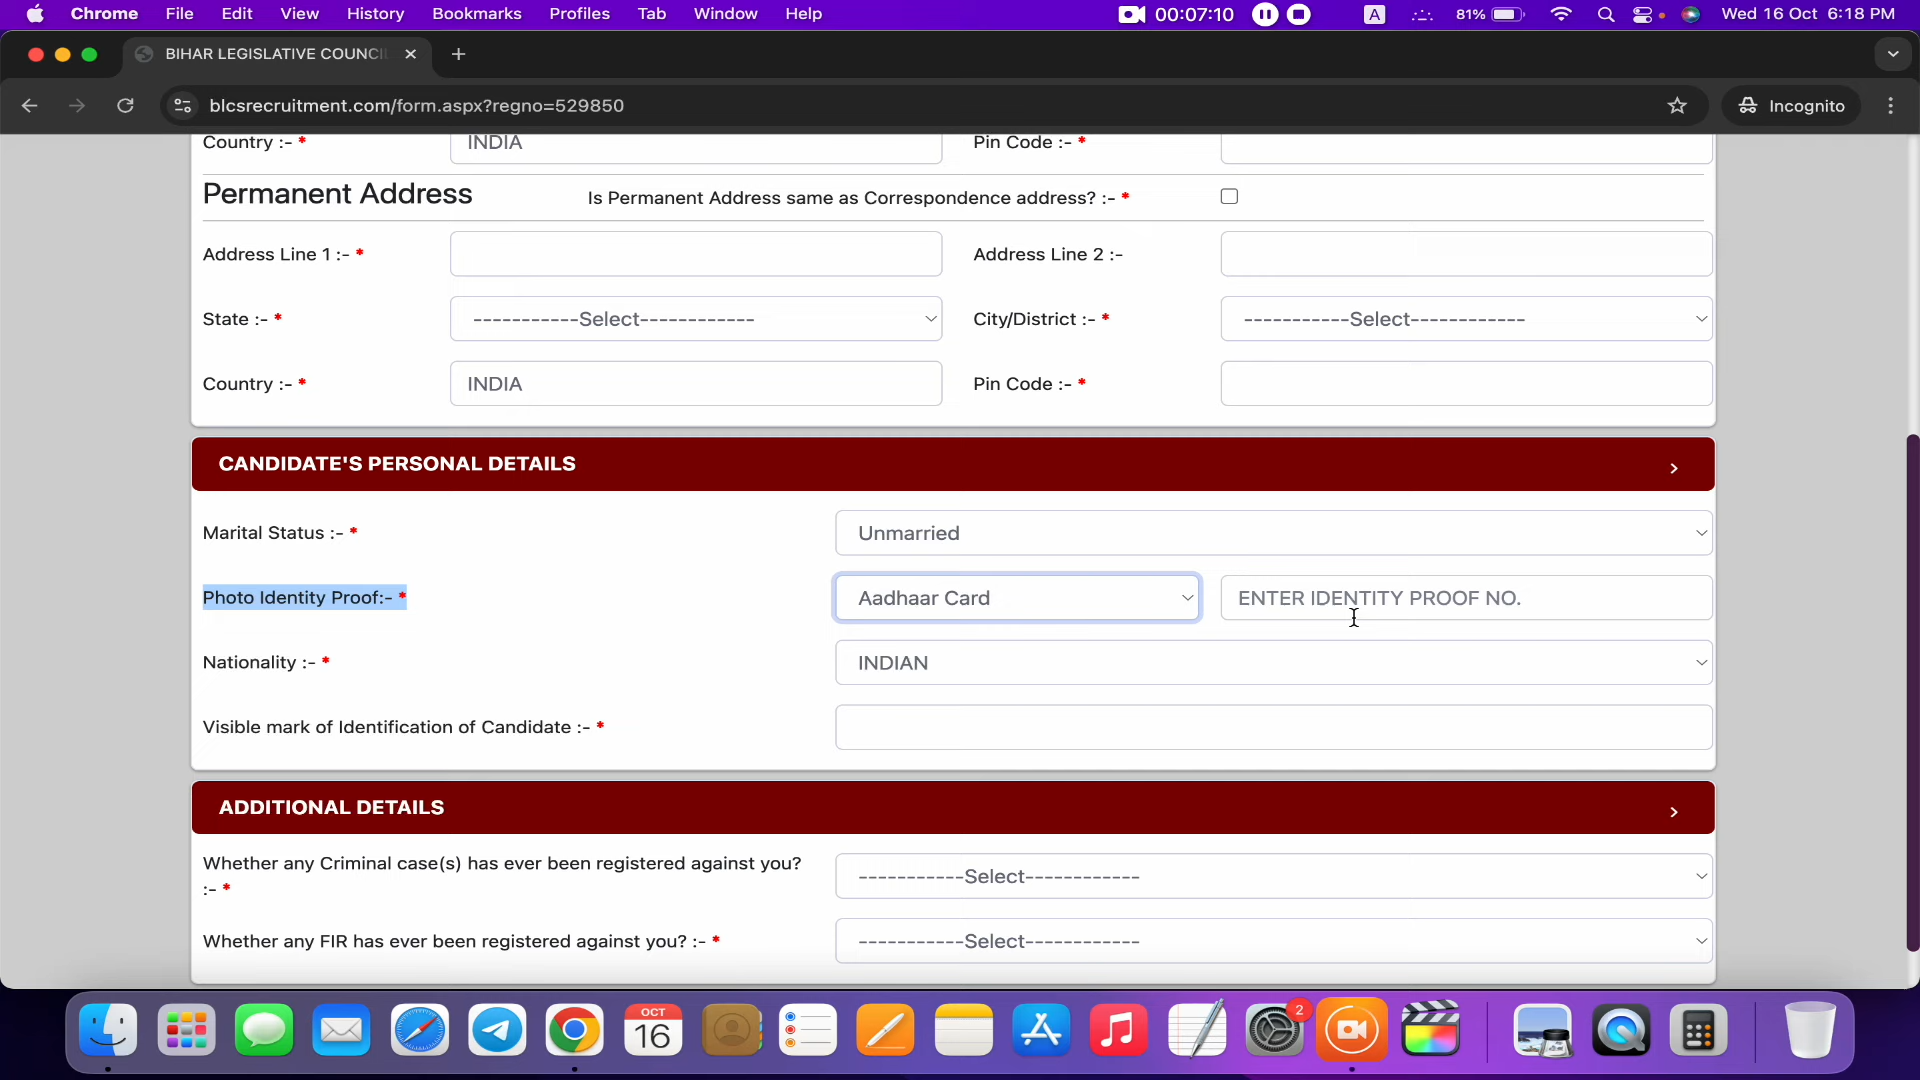 Chrome File Edit View History Bookmarks Profiles Tab Window Help 00:07:10 A 81% Wed 16 Oct 6:18 PM
BIHAR LEGISLATIVE COUNCI
blcsrecruitment.com/form.aspx?regno=529850 Incognito
Country :- * INDIA Pin Code :- *
Permanent Address Is Permanent Address same as Correspondence address? :- *
Address Line 1 :- * Address Line 2 :-
State :- * -----------Select------------ City/District :- * -----------Select------------
Country :- * INDIA Pin Code :- *
CANDIDATE'S PERSONAL DETAILS
Marital Status :- * Unmarried
Photo Identity Proof:- * Aadhaar Card ENTER IDENTITY PROOF NO.
Nationality :- * INDIAN
Visible mark of Identification of Candidate :- *
ADDITIONAL DETAILS
Whether any Criminal case(s) has ever been registered against you?
:- * -----------Select------------
Whether any FIR has ever been registered against you? :- * -----------Select------------
OCT
16
2